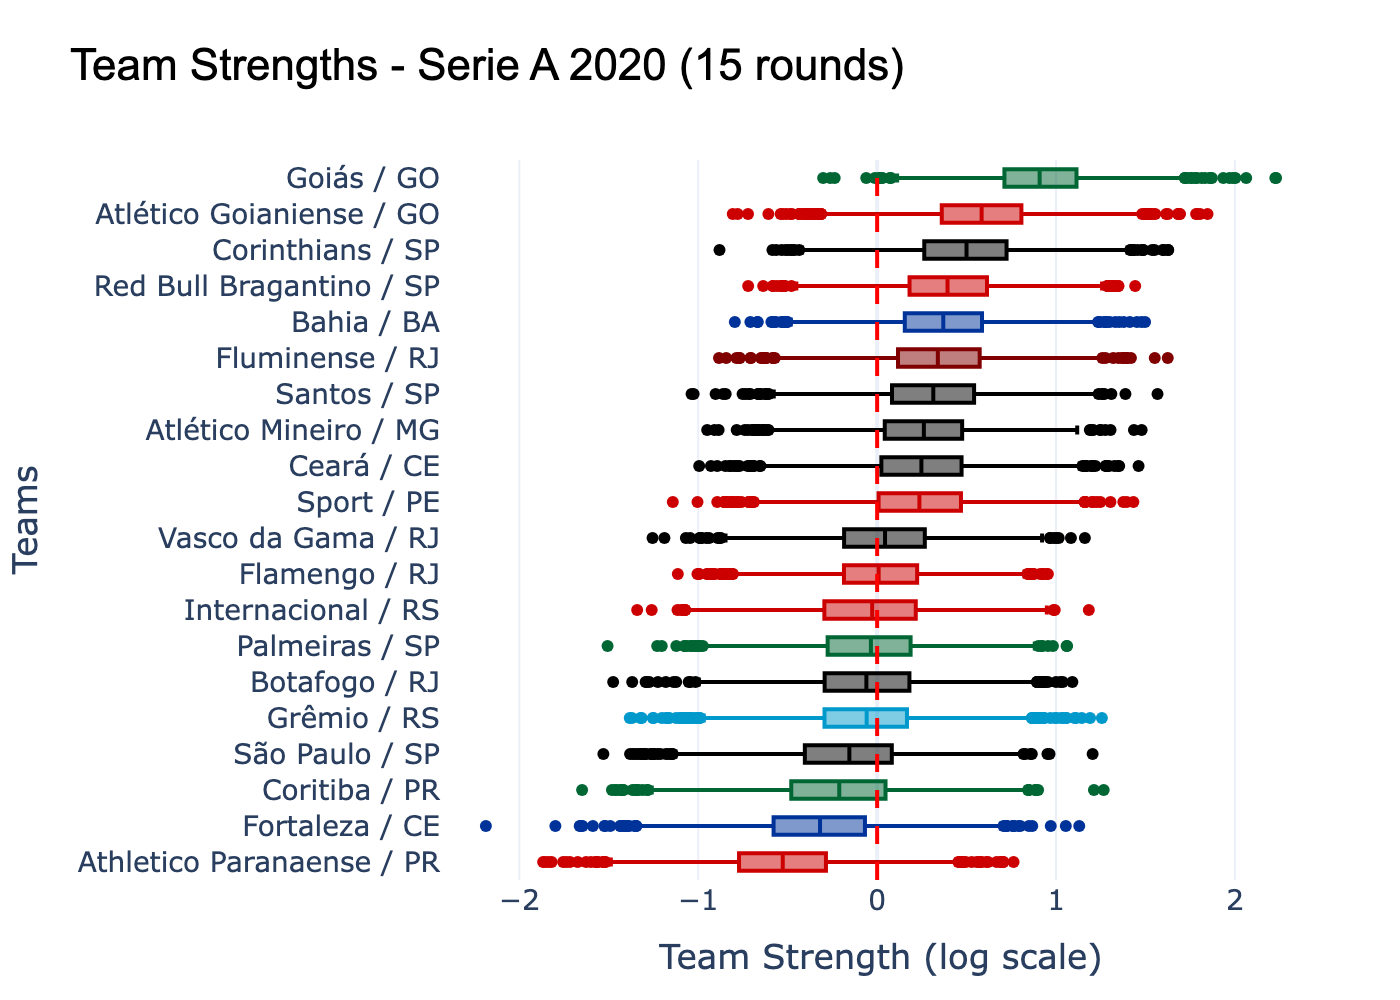 Team Strengths - Serie A 2020 (15 rounds)
Goiás / GO
Atlético Goianiense / GO
Corinthians / SP
Red Bull Bragantino / SP
Bahia / BA
Fluminense / RJ
Santos / SP
Atlético Mineiro / MG
Ceará / CE
Sport / PE
Vasco da Gama / RJ
Flamengo / RJ
Internacional / RS
Palmeiras / SP
Botafogo / RJ
Grêmio / RS
São Paulo / SP
Coritiba / PR
Fortaleza / CE
Athletico Paranaense / PR
Teams
−2 −1 0 1 2
Team Strength (log scale)